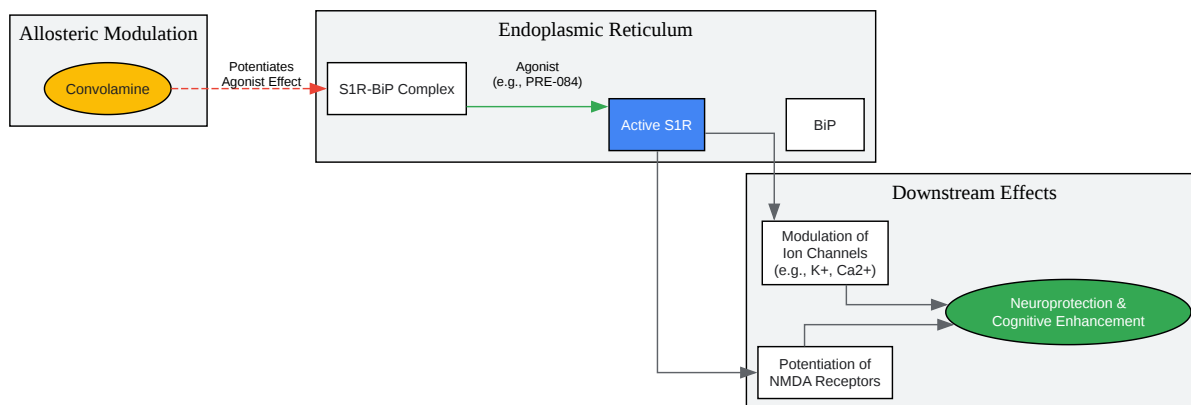 Allosteric Modulation
Convolamine
Potentiates
Agonist Effect
Endoplasmic Reticulum
S1R-BiP Complex
Agonist
(e.g., PRE-084)
Active S1R
BiP
Downstream Effects
Modulation of
Ion Channels
(e.g., K+, Ca2+)
Neuroprotection &
Cognitive Enhancement
Potentiation of
NMDA Receptors